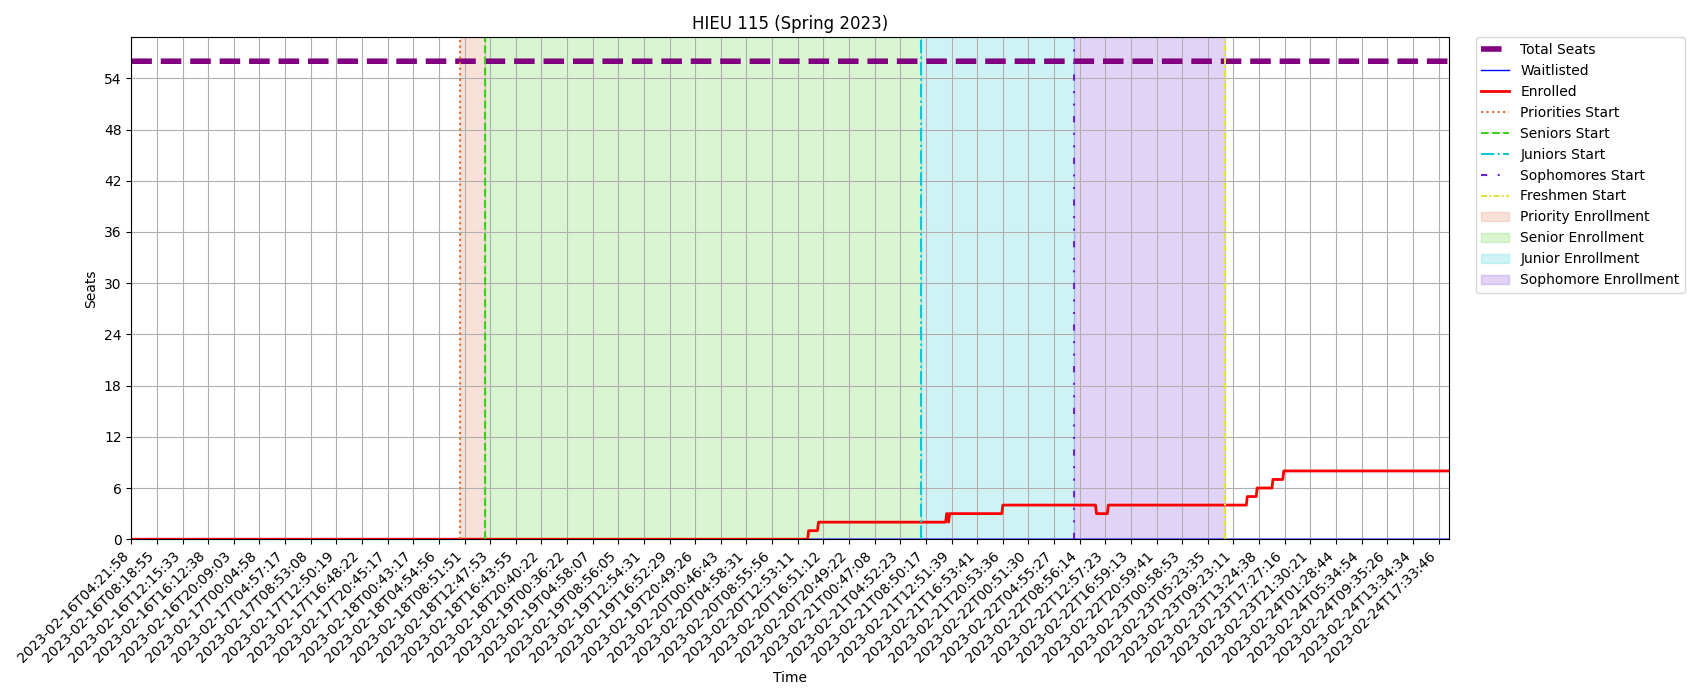 HIEU 115 (Spring 2023)
Seats
54
48
42
36
30
24
18
12
6
0
2023-02-16T04:21:58
2023-02-16T08:18:55
2023-02-16T12:15:33
2023-02-16T16:12:38
2023-02-16T20:09:03
2023-02-17T00:04:58
2023-02-17T04:57:17
2023-02-17T08:53:08
2023-02-17T12:50:19
2023-02-17T16:48:22
2023-02-17T20:45:17
2023-02-18T00:43:17
2023-02-18T04:54:56
2023-02-18T08:51:51
2023-02-18T12:47:53
2023-02-18T16:43:55
2023-02-18T20:40:22
2023-02-19T00:36:22
2023-02-19T04:58:07
2023-02-19T08:56:05
2023-02-19T12:54:31
2023-02-19T16:52:29
2023-02-19T20:49:26
2023-02-20T00:46:43
2023-02-20T04:58:31
2023-02-20T08:55:56
2023-02-20T12:53:11
2023-02-20T16:51:12
2023-02-20T20:49:22
2023-02-21T00:47:08
2023-02-21T04:52:23
2023-02-21T08:50:17
2023-02-21T12:51:39
2023-02-21T16:53:41
2023-02-21T20:53:36
2023-02-22T00:51:30
2023-02-22T04:55:27
2023-02-22T08:56:14
2023-02-22T12:57:23
2023-02-22T16:59:13
2023-02-22T20:59:41
2023-02-23T00:58:53
2023-02-23T05:23:35
2023-02-23T09:23:11
2023-02-23T13:24:38
2023-02-23T17:27:16
2023-02-23T21:30:21
2023-02-24T01:28:44
2023-02-24T05:34:54
2023-02-24T09:35:26
2023-02-24T13:34:34
2023-02-24T17:33:46
Time
Total Seats
Waitlisted
Enrolled
Priorities Start
Seniors Start
Juniors Start
Sophomores Start
Freshmen Start
Priority Enrollment
Senior Enrollment
Junior Enrollment
Sophomore Enrollment